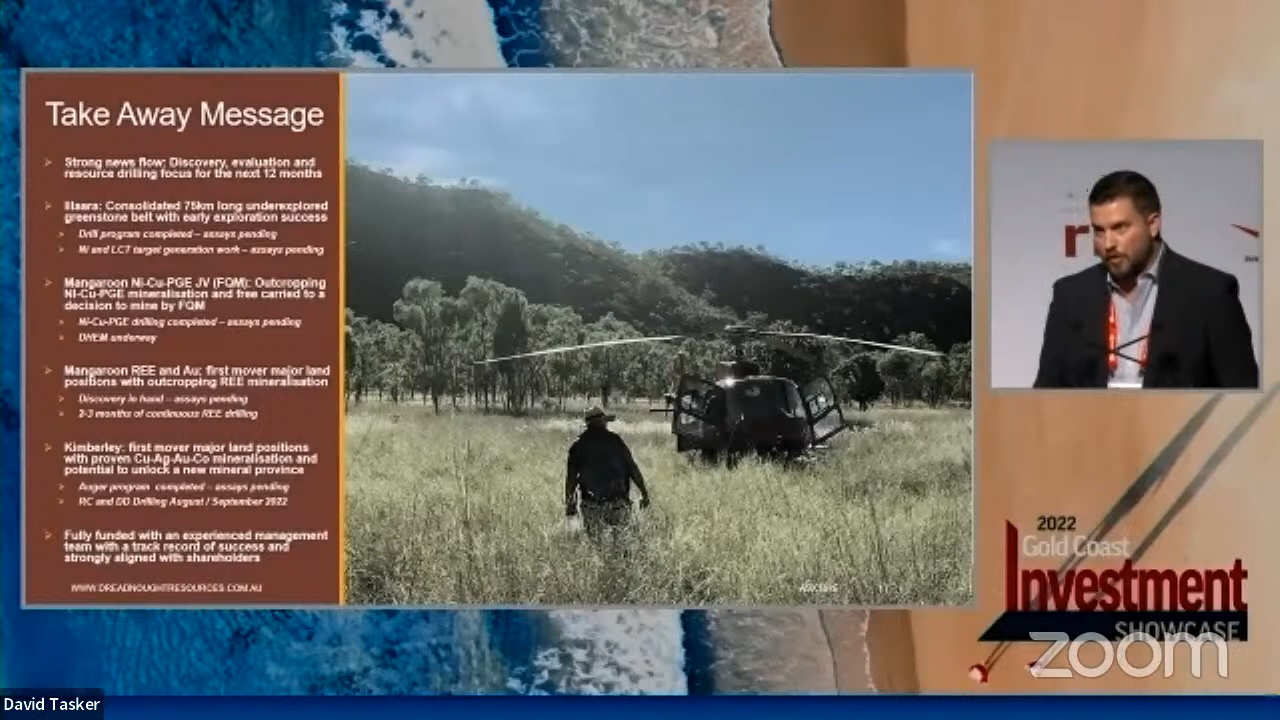 Take Away Message
Strong news flow: Discovery, evaluation and
resource drilling focus for the next 12 months
Illaara: Consolidated 75km long underexplored
greenstone belt with early exploration success
Drill program completed – assays pending
Ni and LCT target generation work – assays pending
Mangaroon Ni-Cu-PGE JV (FQM): Outcropping
Ni-Cu-PGE mineralisation and free carried to a
decision to mine by FQM
Ni-Cu-PGE drilling completed – assays pending
DHEM underway
Mangaroon REE and Au: first mover major land
positions with outcropping REE mineralisation
Discovery in hand – assays pending
2-3 months of continuous REE drilling
Kimberley: first mover major land positions
with proven Cu-Ag-Au-Co mineralisation and
potential to unlock a new mineral province
Auger program completed – assays pending
RC and DD Drilling August / September 2022
Fully funded with an experienced management
team with a track record of success and
strongly aligned with shareholders
WWW.DREADNOUGHTRESOURCES.COM.AU
2022
Gold Coast
Investment
SHOWCASE
zoom
David Tasker